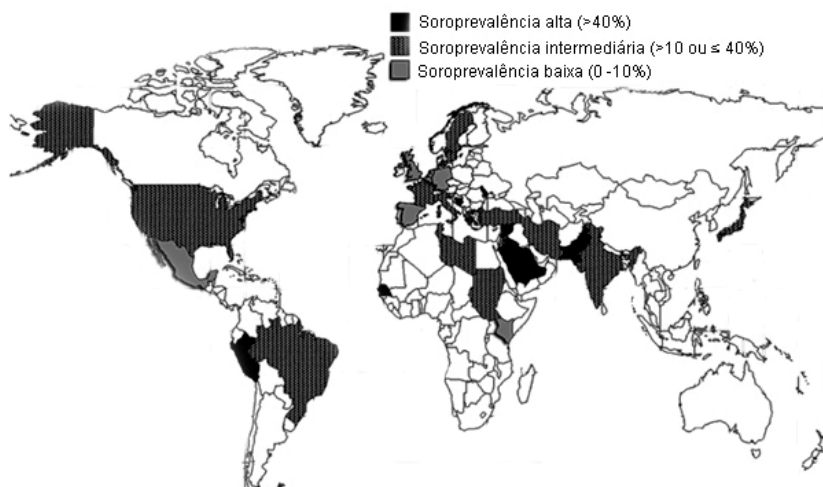 Soroprevalência alta (>40%)
Soroprevalência intermediária (>10 ou ≤ 40%)
Soroprevalência baixa (0 -10%)